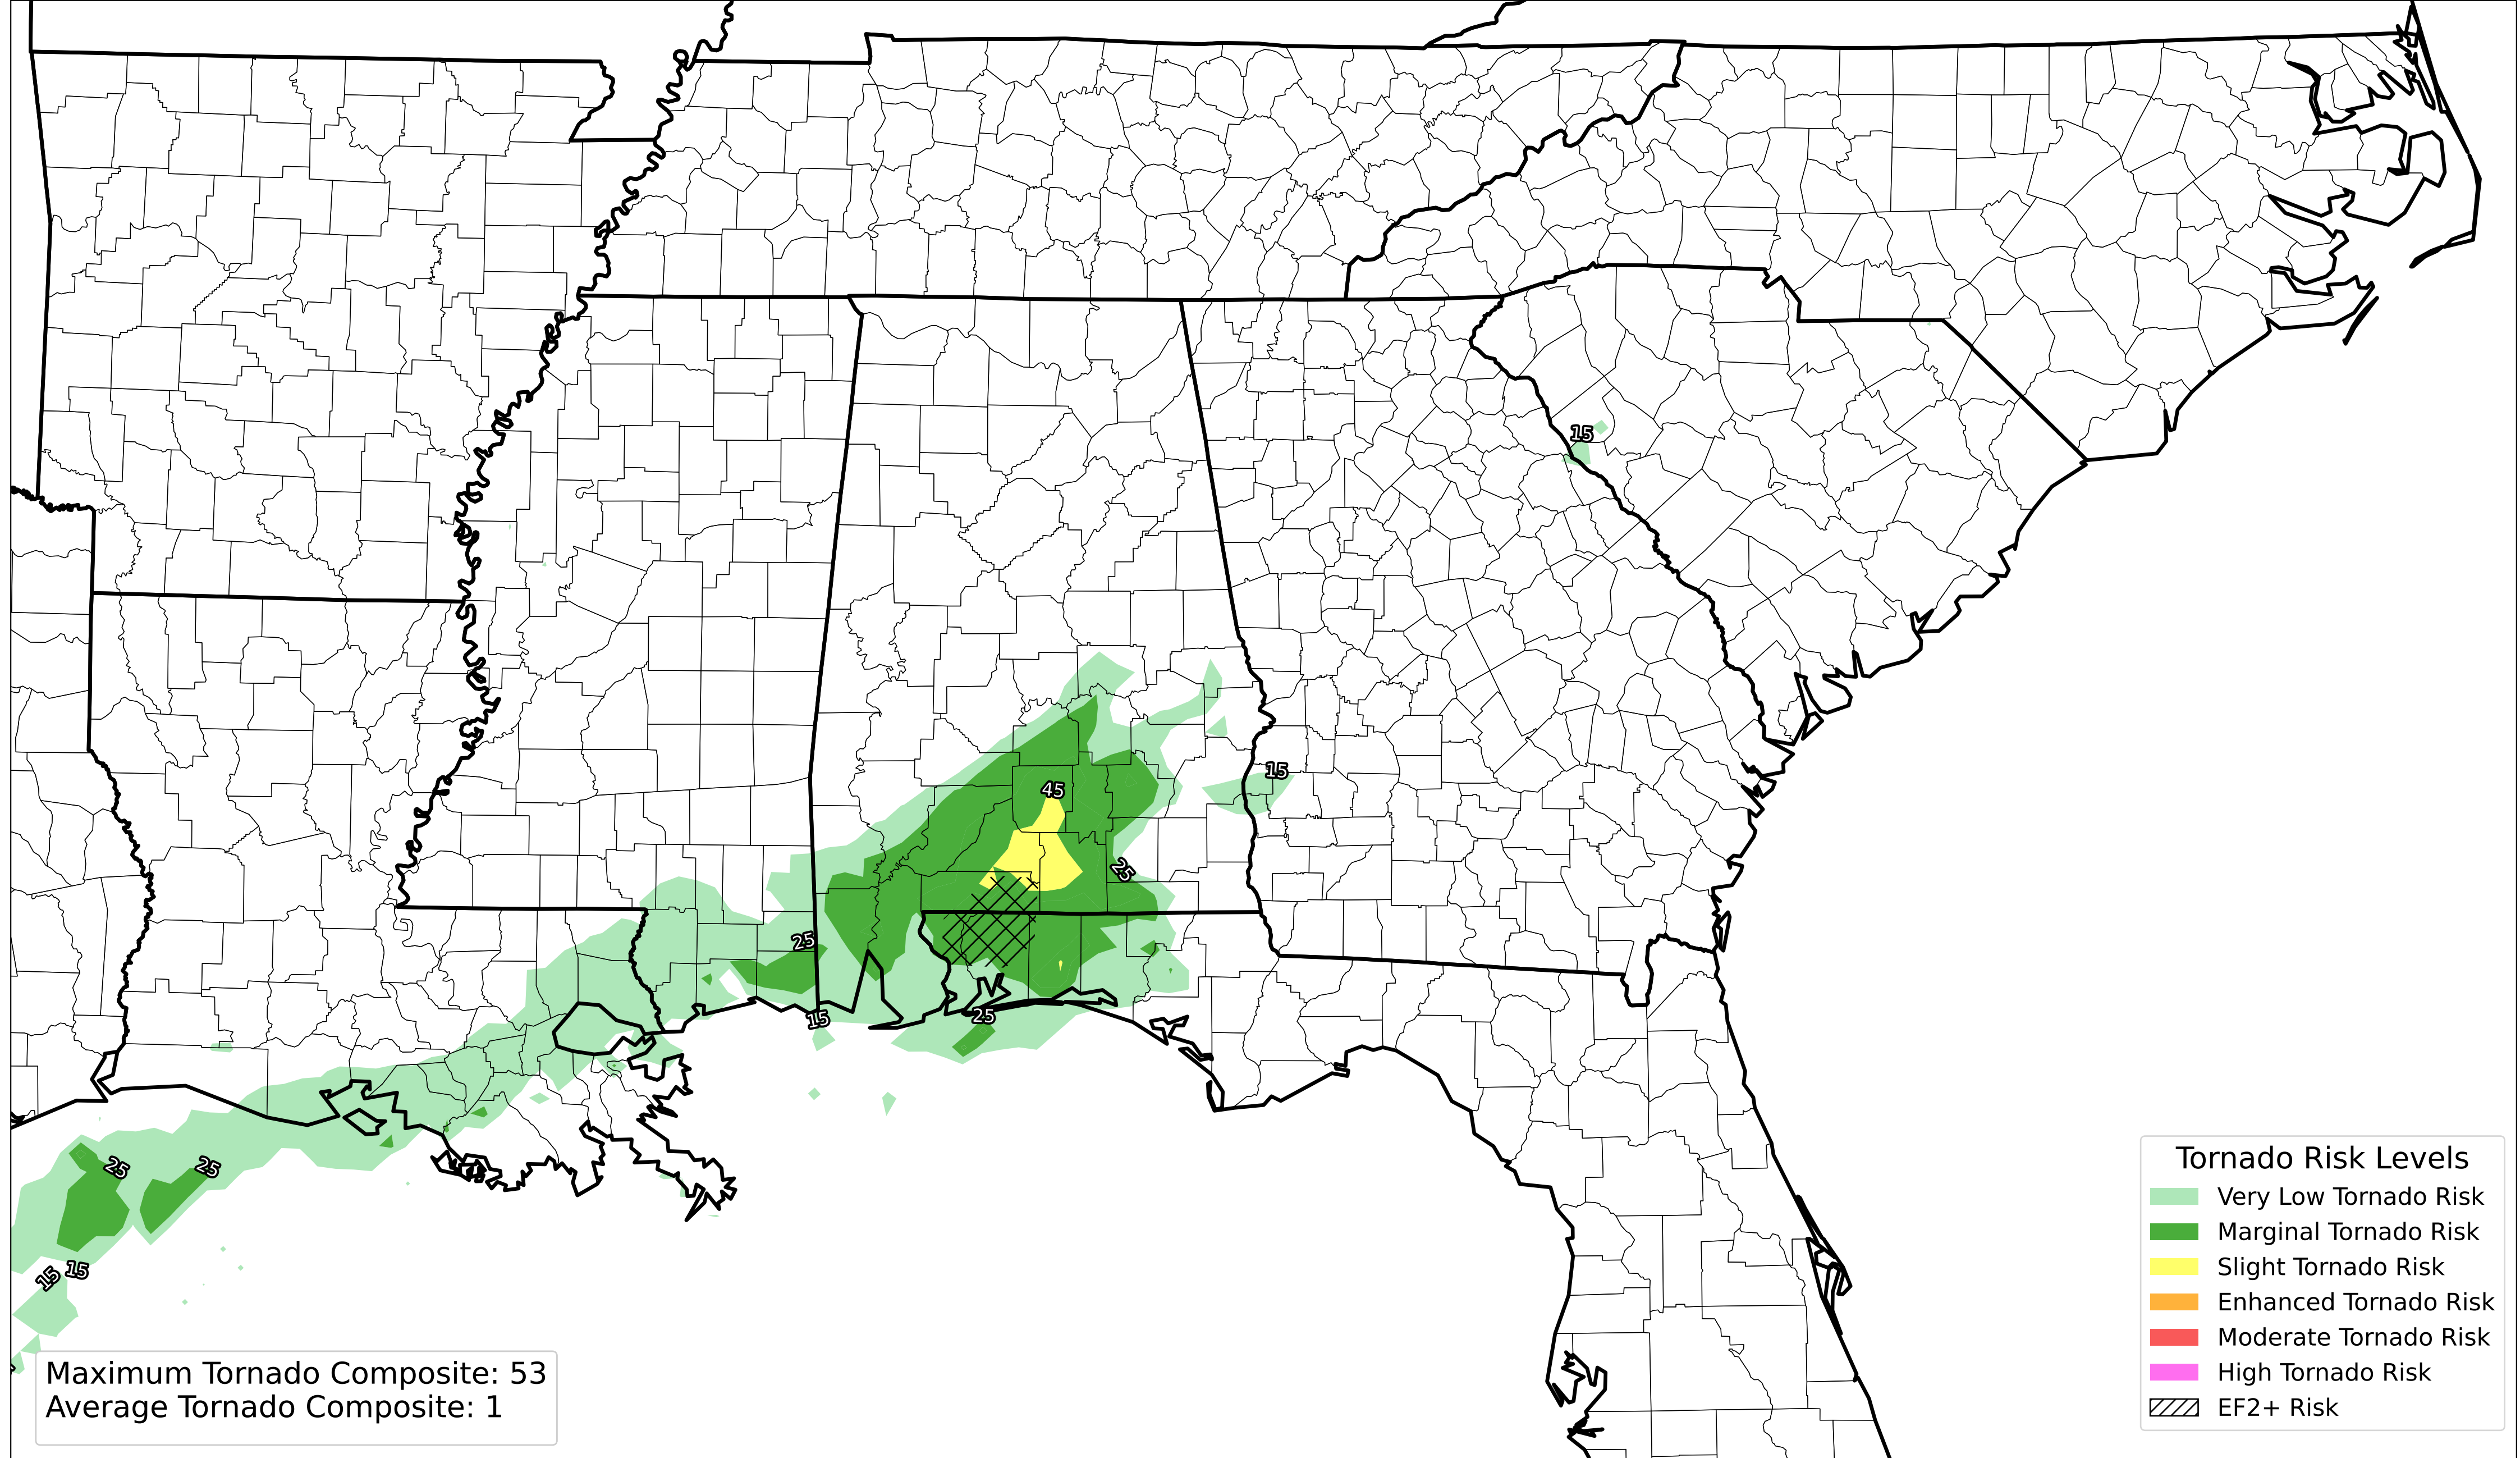 15
45
15
25
25
15
25
25
25
15
15
Tornado Risk Levels
Very Low Tornado Risk
Marginal Tornado Risk
Slight Tornado Risk
Enhanced Tornado Risk
Moderate Tornado Risk
High Tornado Risk
EF2+ Risk
Maximum Tornado Composite: 53
Average Tornado Composite: 1